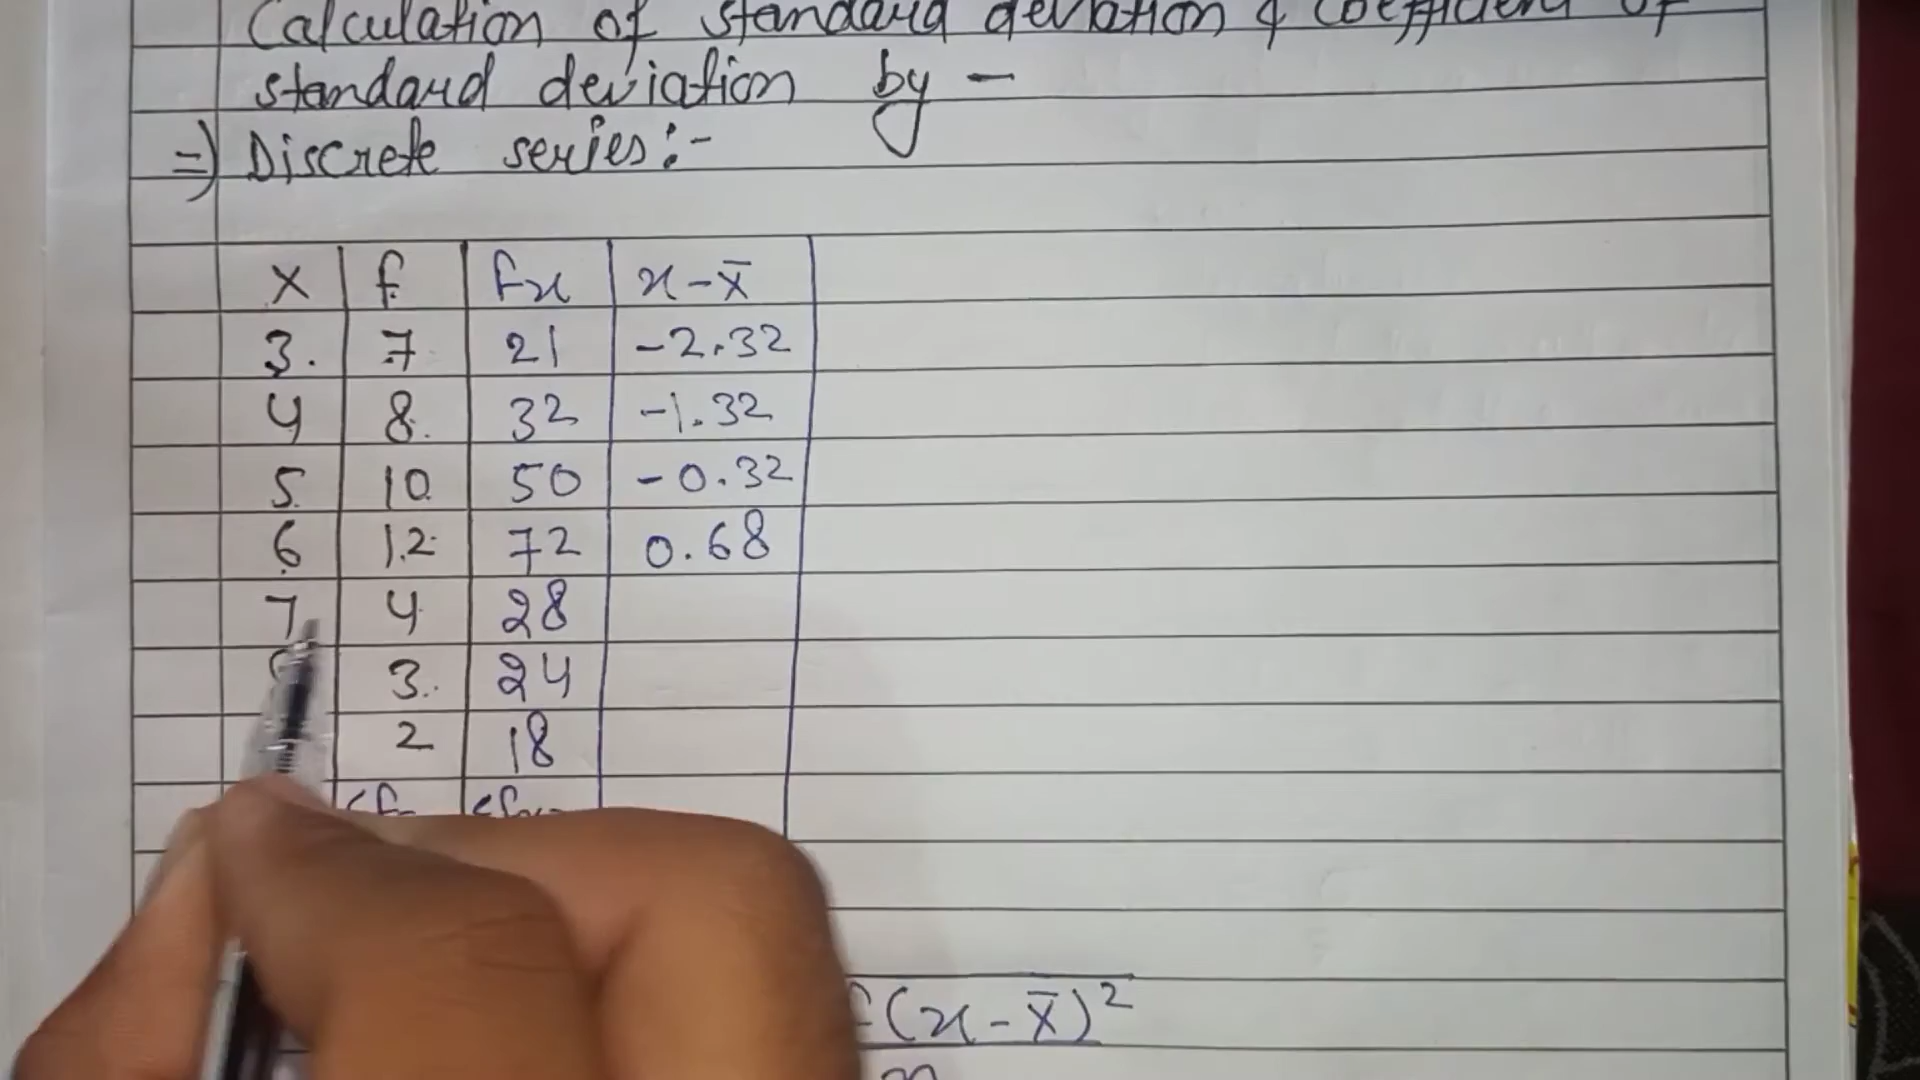 Calculation of standard deviation & coefficient of
standard deviation by -
=) Discrete series:-
X f fx x-x̄
3. 7 21 -2.32
4 8. 32 -1.32
5. 10 50 -0.32
6 12 72 0.68
7 4 28
3. 24
2 18
(x-x̄)²
n